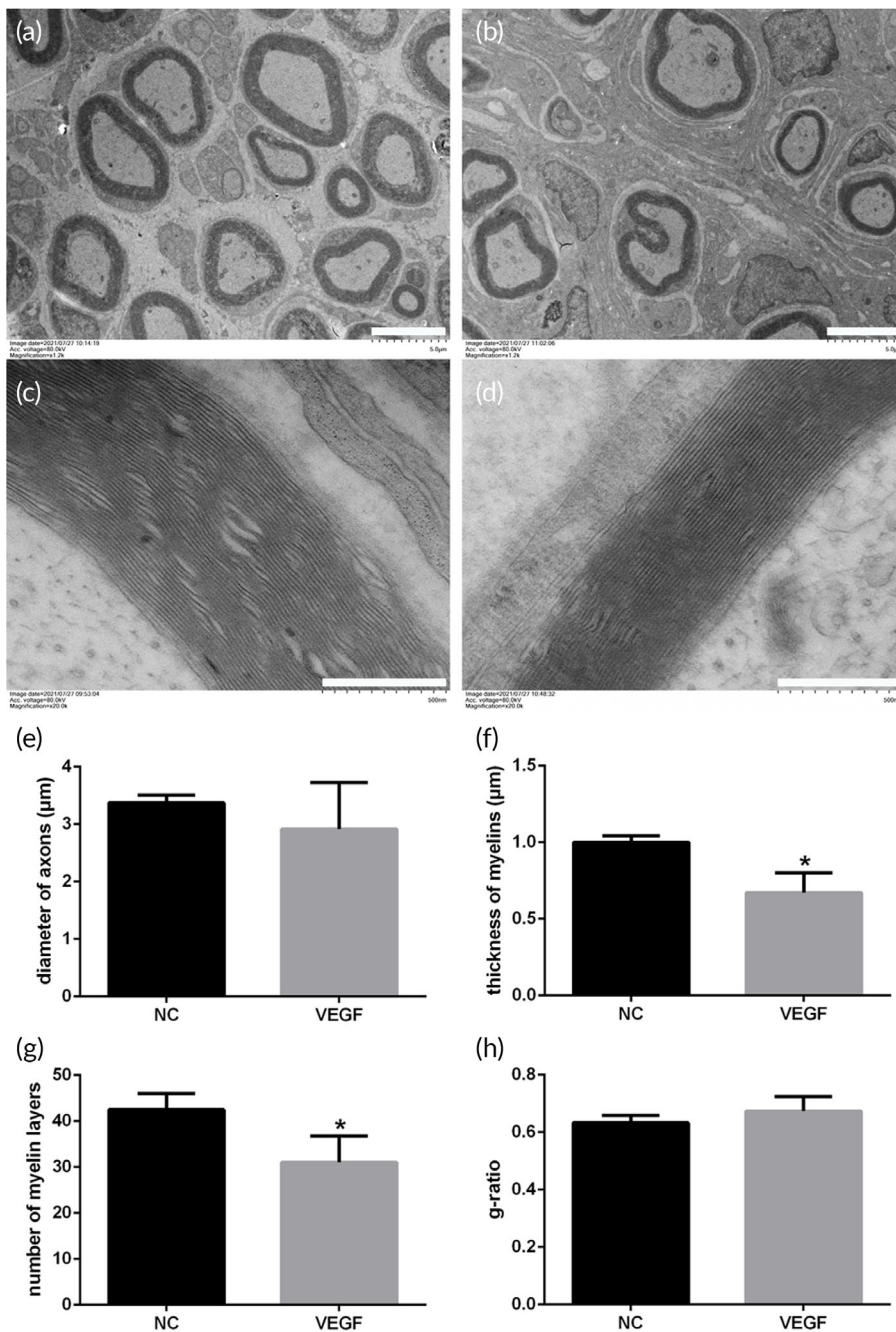 (a)
Image date=2021/07/27 10:14:19
Acc. voltage=80.0kV
Magnification=x1.2k
5.0µm
(b)
Image date=2021/07/27 11:02:06
Acc. voltage=80.0kV
Magnification=x1.2k
5.0µ
(c)
Image date=2021/07/27 09:53:04
Acc. voltage=80.0kV
Magnification=x20.0k
500nm
(d)
Image date=2021/07/27 10:48:32
Acc. voltage=80.0kV
Magnification=x20.0k
500n
(e)
diameter of axons (µm)
4
3
2
1
0
NC
VEGF
(f)
thickness of myelins (µm)
1.5
1.0
0.5
0.0
*
NC
VEGF
(g)
number of myelin layers
50
40
30
20
10
0
*
NC
VEGF
(h)
g-ratio
0.8
0.6
0.4
0.2
0.0
NC
VEGF